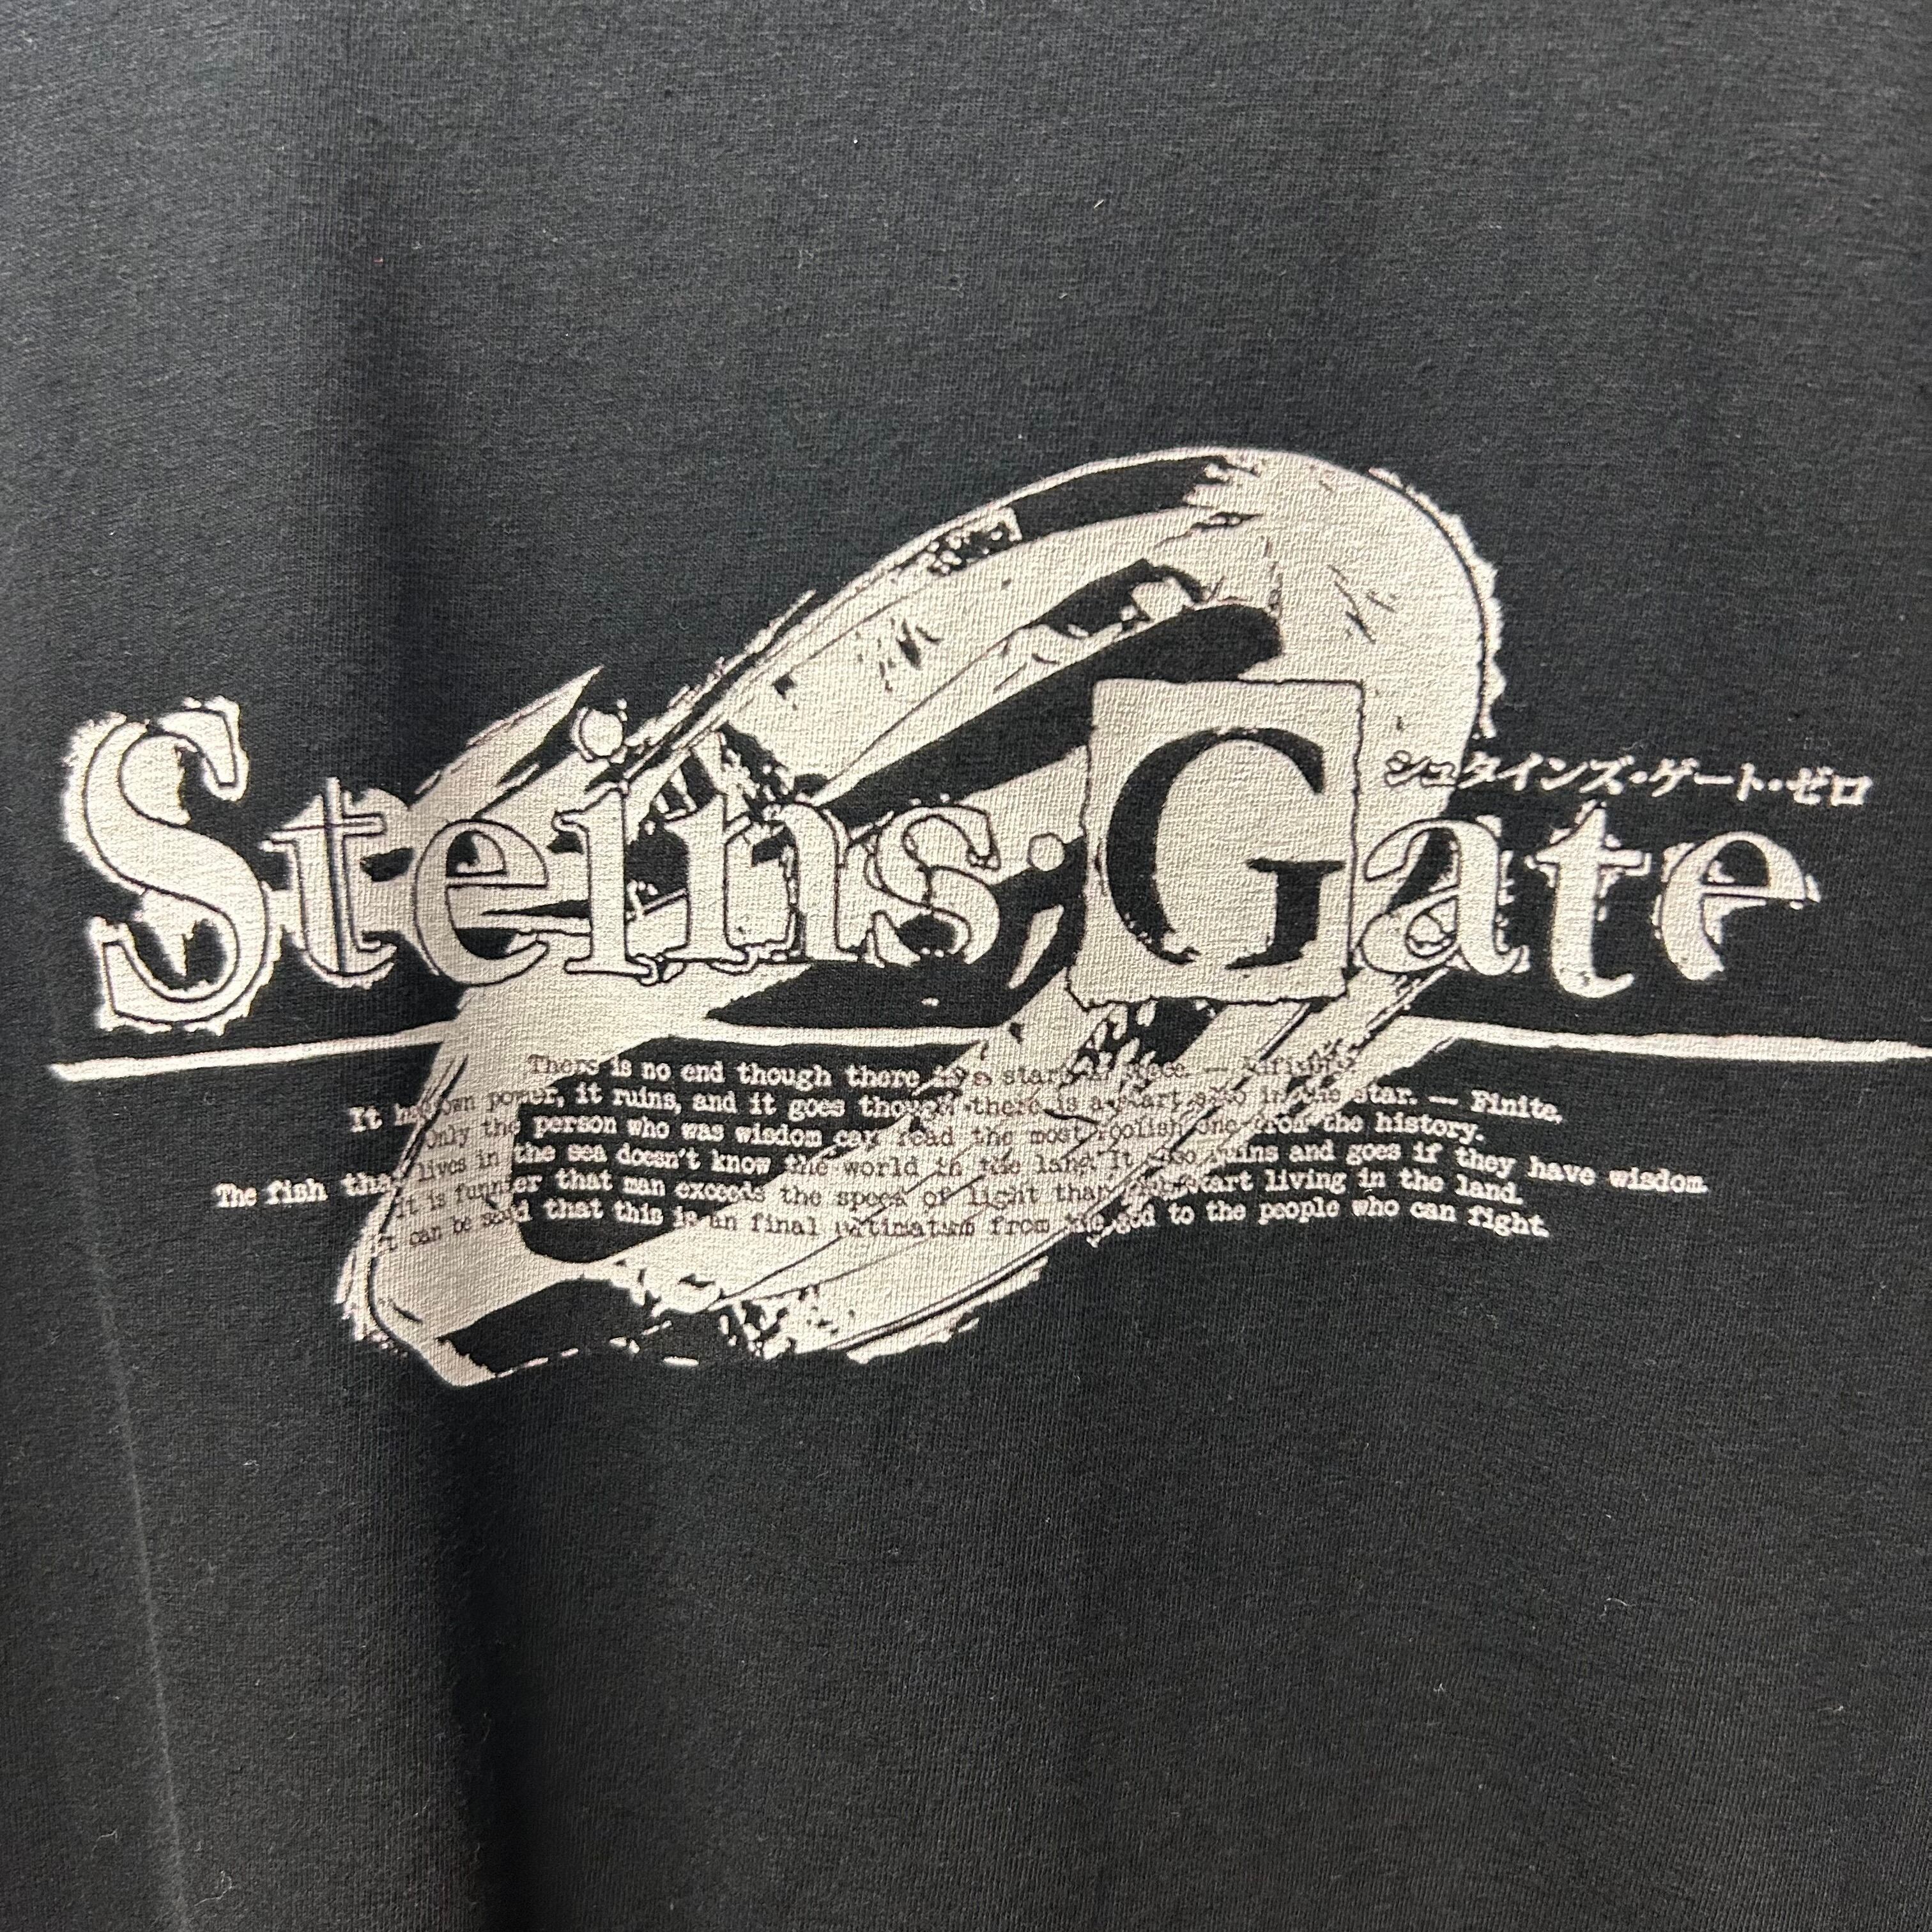 シュタインズ・ゲート・ゼロ
Steins;Gate
There is no end though there is a start in space. — Infinity.
It has own power, it ruins, and it goes though there is a start also in the star. — Finite.
Only the person who was wisdom can read the most foolish one from the history.
The fish that lives in the sea doesn't know the world in the land. It also ruins and goes if they have wisdom.
It is funnier that man exceeds the speed of light than fish start living in the land.
It can be said that this is an final ultimatum from the god to the people who can fight.